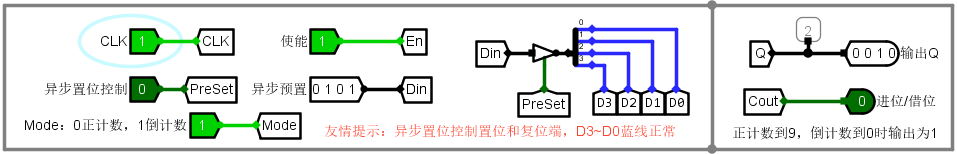 CLK 1 CLK
使能 1 En
异步置位控制 0 PreSet
异步预置 0 1 0 1 Din
Mode：0正计数，1倒计数 1 Mode
Din
PreSet
0
1
2
3
D3 D2 D1 D0
友情提示：异步置位控制置位和复位端，D3~D0蓝线正常
Q 2 0 0 1 0 输出Q
Cout 0 进位/借位
正计数到9，倒计数到0时输出为1